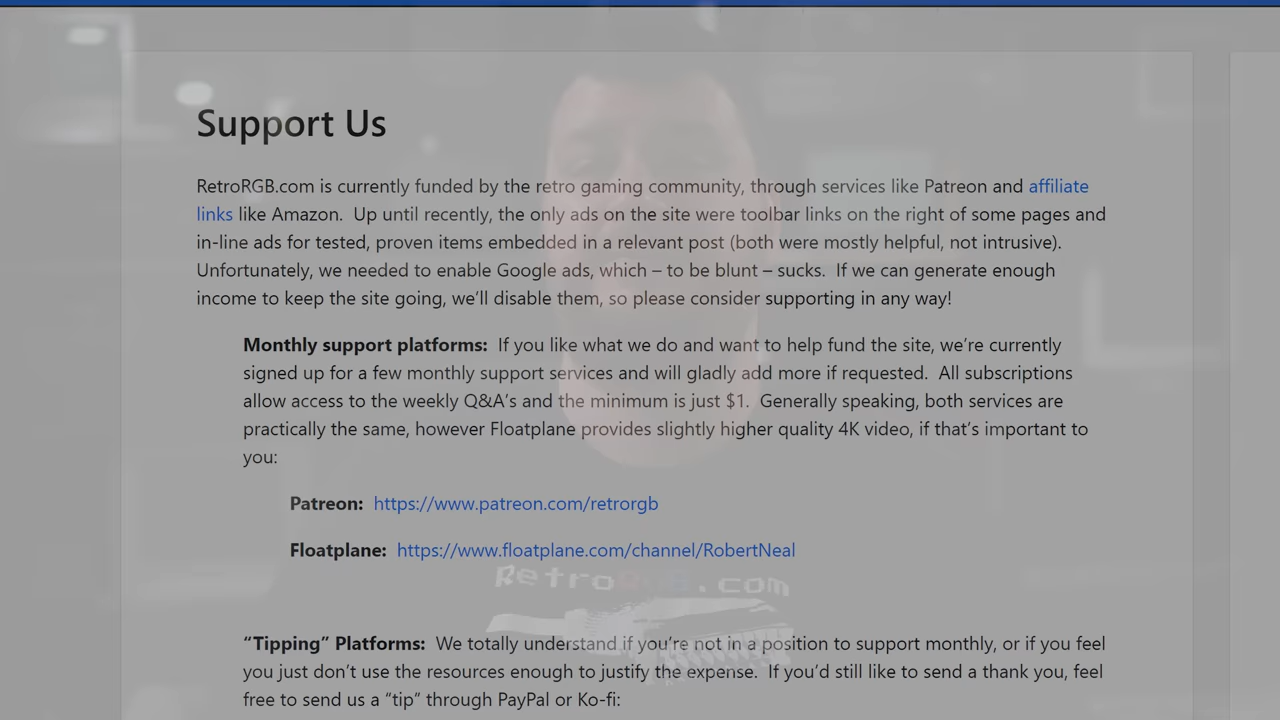 Support Us
RetroRGB.com is currently funded by the retro gaming community, through services like Patreon and affiliate
links like Amazon.  Up until recently, the only ads on the site were toolbar links on the right of some pages and
in-line ads for tested, proven items embedded in a relevant post (both were mostly helpful, not intrusive).
Unfortunately, we needed to enable Google ads, which – to be blunt – sucks.  If we can generate enough
income to keep the site going, we’ll disable them, so please consider supporting in any way!
Monthly support platforms:  If you like what we do and want to help fund the site, we’re currently
signed up for a few monthly support services and will gladly add more if requested.  All subscriptions
allow access to the weekly Q&A’s and the minimum is just $1.  Generally speaking, both services are
practically the same, however Floatplane provides slightly higher quality 4K video, if that’s important to
you:
Patreon:  https://www.patreon.com/retrorgb
Floatplane:  https://www.floatplane.com/channel/RobertNeal
RetroRGB.com
“Tipping” Platforms:  We totally understand if you’re not in a position to support monthly, or if you feel
you just don’t use the resources enough to justify the expense.  If you’d still like to send a thank you, feel
free to send us a “tip” through PayPal or Ko-fi: